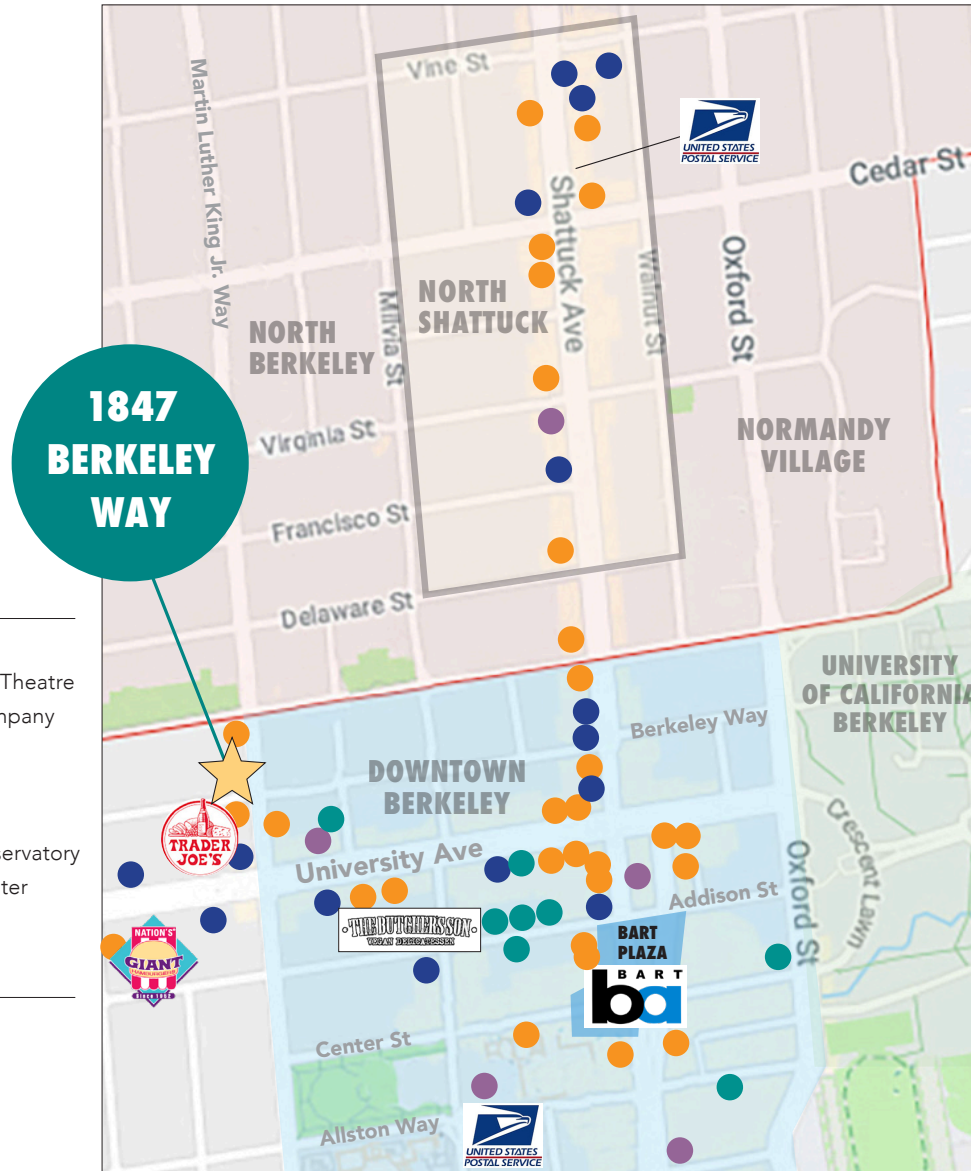 Vine St
Martin Luther King Jr. Way
UNITED STATES
POSTAL SERVICE
Cedar St
Shattuck Ave
Walnut St
Oxford St
NORTH
SHATTUCK
Milvia St
NORTH
BERKELEY
1847
BERKELEY
WAY
Virginia St
NORMANDY
VILLAGE
Francisco St
Delaware St
Theatre
mpany
UNIVERSITY
OF CALIFORNIA
BERKELEY
Berkeley Way
DOWNTOWN
BERKELEY
TRADER
JOE'S
servatory
ter
University Ave
Crescent Lawn
Oxford St
Addison St
THE BUTCHER'S SON
VEGAN DELICATESSEN
NATION'S
GIANT
HAMBURGERS
Since 1952
BART
PLAZA
BART
ba
Center St
Allston Way
UNITED STATES
POSTAL SERVICE